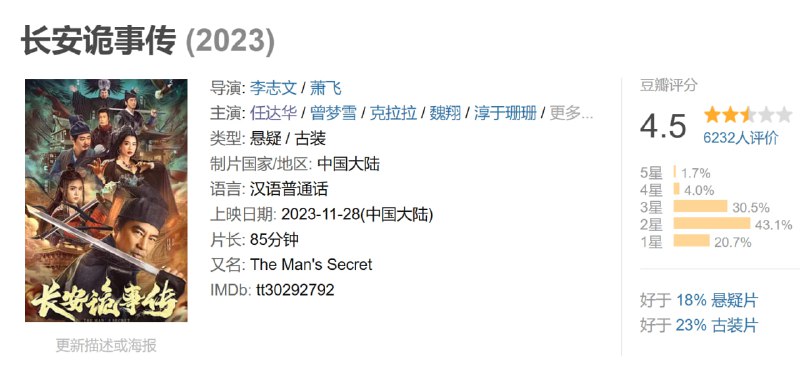 长安诡事传 (2023)
导演: 李志文 / 萧飞
主演: 任达华 / 曾梦雪 / 克拉拉 / 魏翔 / 淳于珊珊 / 更多...
类型: 悬疑 / 古装
制片国家/地区: 中国大陆
语言: 汉语普通话
上映日期: 2023-11-28(中国大陆)
片长: 85分钟
又名: The Man's Secret
IMDb: tt30292792
长安诡事传
THE MAN'S SECRET
更新描述或海报
豆瓣评分
4.5
6232人评价
5星 1.7%
4星 4.0%
3星 30.5%
2星 43.1%
1星 20.7%
好于 18% 悬疑片
好于 23% 古装片